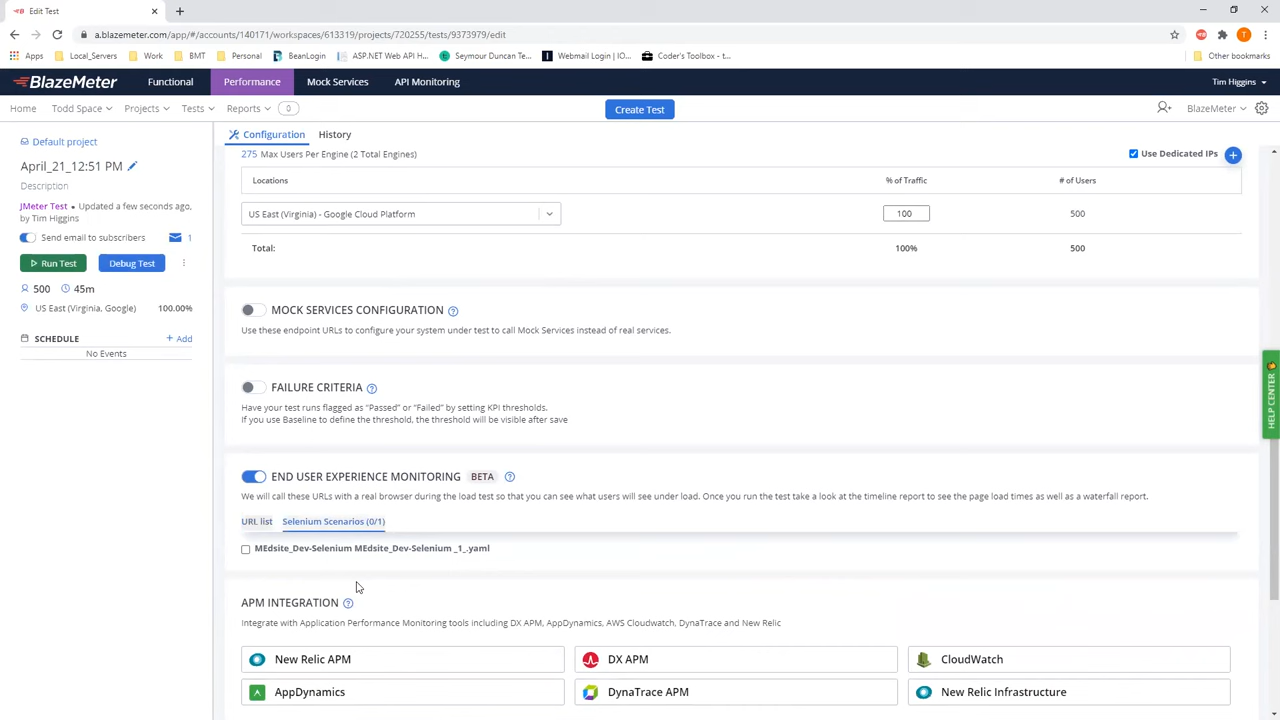 Edit Test
a.blazemeter.com/app/#/accounts/140171/workspaces/613319/projects/720255/tests/9373979/edit
T
Apps Local_Servers Work BMT Personal BeanLogin ASP.NET Web API H... Seymour Duncan Te... Webmail Login | IO... Coder's Toolbox - t... Other bookmarks
BlazeMeter Functional Performance Mock Services API Monitoring Tim Higgins
Home Todd Space Projects Tests Reports 0 Create Test BlazeMeter
Default project
April_21_12:51 PM
Description
JMeter Test • Updated a few seconds ago,
by Tim Higgins
Send email to subscribers 1
Run Test Debug Test
500 45m
US East (Virginia, Google) 100.00%
SCHEDULE + Add
No Events
Configuration History
275 Max Users Per Engine (2 Total Engines) Use Dedicated IPs
Locations % of Traffic # of Users
US East (Virginia) - Google Cloud Platform 100 500
Total: 100% 500
MOCK SERVICES CONFIGURATION
Use these endpoint URLs to configure your system under test to call Mock Services instead of real services.
FAILURE CRITERIA
Have your test runs flagged as “Passed” or “Failed” by setting KPI thresholds.
If you use Baseline to define the threshold, the threshold will be visible after save
END USER EXPERIENCE MONITORING BETA
We will call these URLs with a real browser during the load test so that you can see what users will see under load. Once you run the test take a look at the timeline report to see the page load times as well as a waterfall report.
URL list Selenium Scenarios (0/1)
MEdsite_Dev-Selenium MEdsite_Dev-Selenium _1_.yaml
APM INTEGRATION
Integrate with Application Performance Monitoring tools including DX APM, AppDynamics, AWS Cloudwatch, DynaTrace and New Relic
New Relic APM DX APM CloudWatch
AppDynamics DynaTrace APM New Relic Infrastructure
HELP CENTER